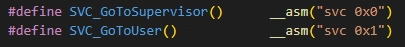 #define SVC_GoToSupervisor() __asm("svc 0x0")
#define SVC_GoToUser() __asm("svc 0x1")